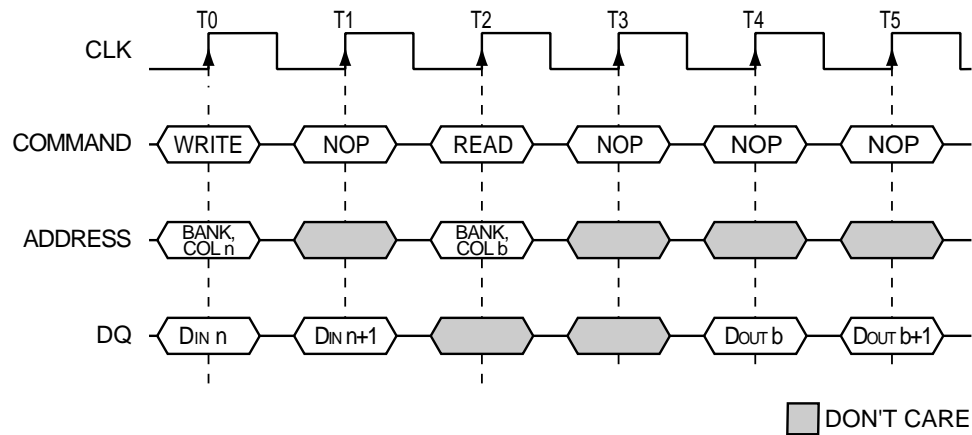 T0 T1 T2 T3 T4 T5
CLK
COMMAND WRITE NOP READ NOP NOP NOP
ADDRESS BANK, COL n BANK, COL b
DQ DIN n DIN n+1 DOUT b DOUT b+1
DON'T CARE